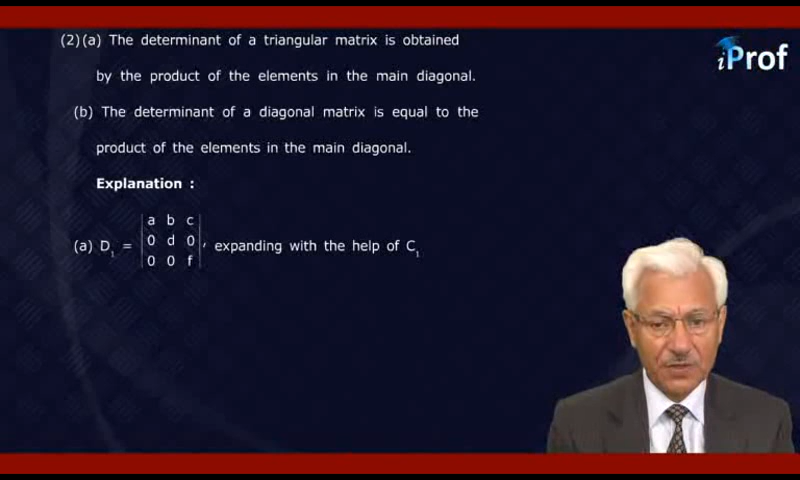 iProf
(2)(a) The determinant of a triangular matrix is obtained
by the product of the elements in the main diagonal.
(b) The determinant of a diagonal matrix is equal to the
product of the elements in the main diagonal.
Explanation :
a b c
(a) D₁ = 0 d 0 , expanding with the help of C₁
0 0 f